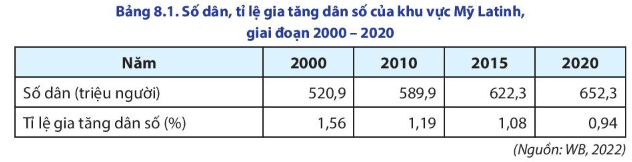 Bảng 8.1. Số dân, tỉ lệ gia tăng dân số của khu vực Mỹ Latinh,
giai đoạn 2000 – 2020
Năm 2000 2010 2015 2020
Số dân (triệu người) 520,9 589,9 622,3 652,3
Tỉ lệ gia tăng dân số (%) 1,56 1,19 1,08 0,94
(Nguồn: WB, 2022)